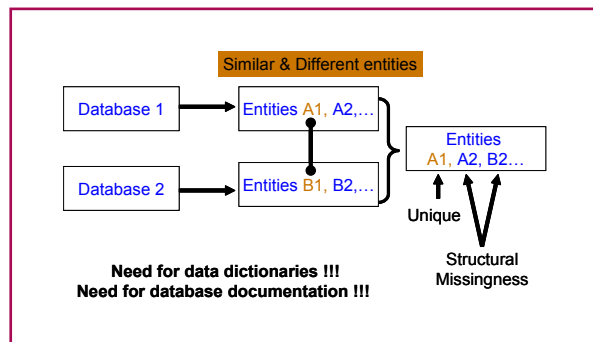 Similar & Different entities
Database 1
Entities A1, A2,...
Database 2
Entities B1, B2,...
Entities
A1, A2, B2...
Unique
Structural
Missingness
Need for data dictionaries !!!
Need for database documentation !!!